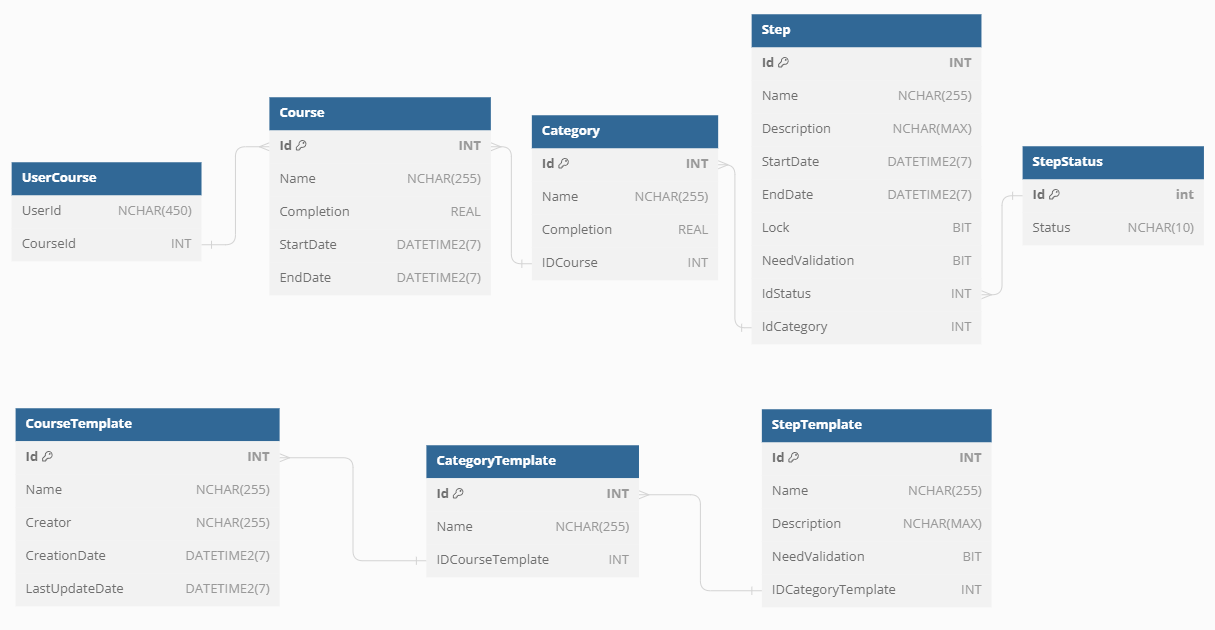 UserCourse
UserId NCHAR(450)
CourseId INT
Course
Id INT
Name NCHAR(255)
Completion REAL
StartDate DATETIME2(7)
EndDate DATETIME2(7)
Category
Id INT
Name NCHAR(255)
Completion REAL
IDCourse INT
Step
Id INT
Name NCHAR(255)
Description NCHAR(MAX)
StartDate DATETIME2(7)
EndDate DATETIME2(7)
Lock BIT
NeedValidation BIT
IdStatus INT
IdCategory INT
StepStatus
Id int
Status NCHAR(10)
CourseTemplate
Id INT
Name NCHAR(255)
Creator NCHAR(255)
CreationDate DATETIME2(7)
LastUpdateDate DATETIME2(7)
CategoryTemplate
Id INT
Name NCHAR(255)
IDCourseTemplate INT
StepTemplate
Id INT
Name NCHAR(255)
Description NCHAR(MAX)
NeedValidation BIT
IDCategoryTemplate INT